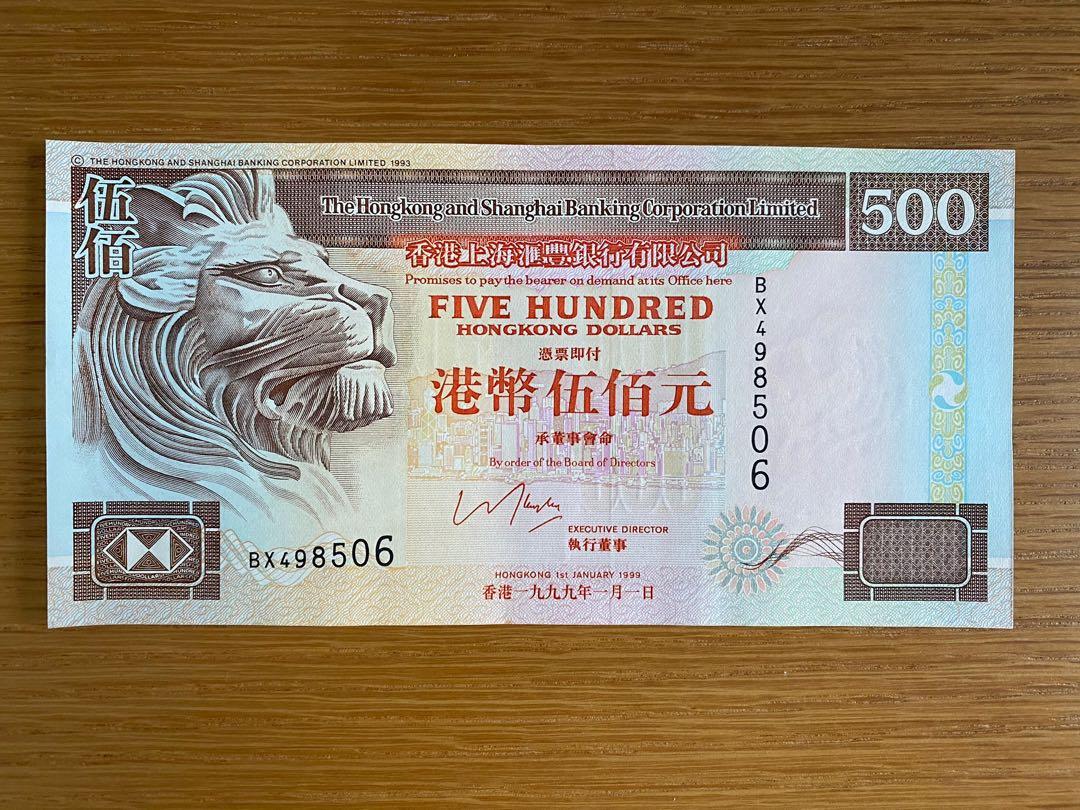 © THE HONGKONG AND SHANGHAI BANKING CORPORATION LIMITED 1993
伍佰
The Hongkong and Shanghai Banking Corporation Limited
500
香港上海滙豐銀行有限公司
Promises to pay the bearer on demand at its Office here
FIVE HUNDRED
HONGKONG DOLLARS
憑票即付
港幣伍佰元
承董事會命
By order of the Board of Directors
EXECUTIVE DIRECTOR
執行董事
HONGKONG 1st JANUARY 1999
香港一九九九年一月一日
BX498506
BX498506